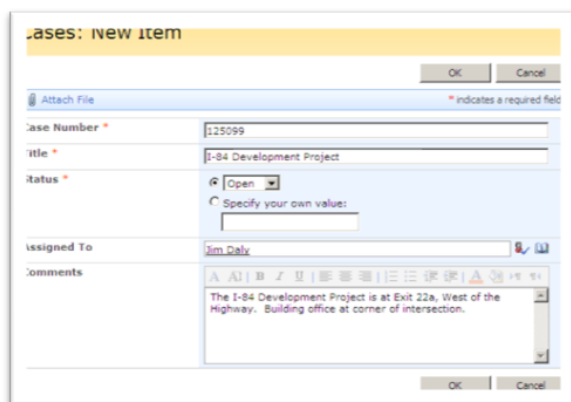 Cases: New Item
OK Cancel
Attach File * indicates a required field
Case Number * 125099
Title * I-84 Development Project
Status * Open
Specify your own value:
Assigned To Jim Daly
Comments
The I-84 Development Project is at Exit 22a, West of the
Highway. Building office at corner of intersection.
OK Cancel